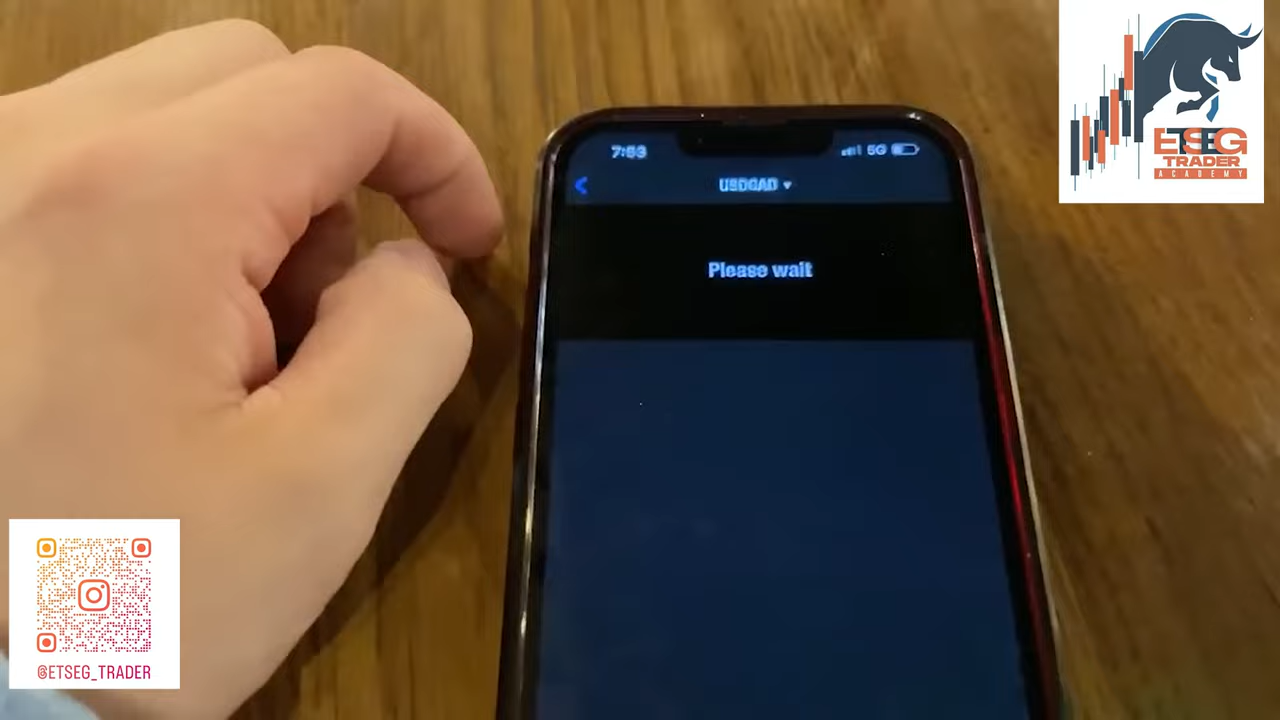 7:53
5G
USDCAD
Please wait
ETSEG
TRADER
ACADEMY
@ETSEG_TRADER